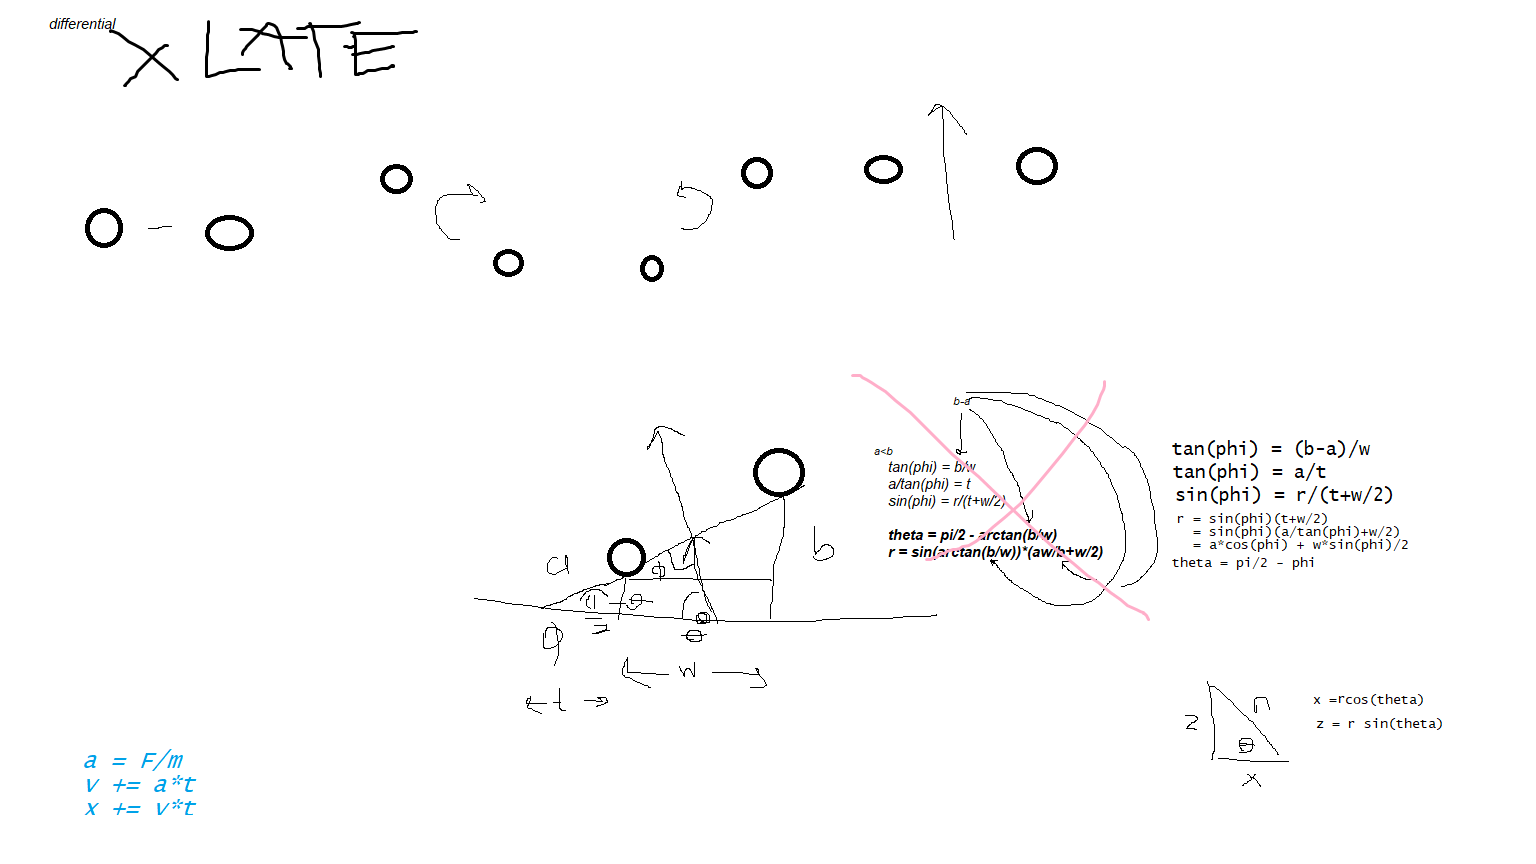 differential
X LATE
b-a
a<b
tan(phi) = b/w
a/tan(phi) = t
sin(phi) = r/(t+w/2)
theta = pi/2 - arctan(b/w)
r = sin(arctan(b/w))*(aw/b+w/2)
tan(phi) = (b-a)/w
tan(phi) = a/t
sin(phi) = r/(t+w/2)
r = sin(phi)(t+w/2)
= sin(phi)(a/tan(phi)+w/2)
= a*cos(phi) + w*sin(phi)/2
theta = pi/2 - phi
a
b
ϕ
θ
w
t
z
r
θ
x
x =rcos(theta)
z = r sin(theta)
a = F/m
v += a*t
x += v*t